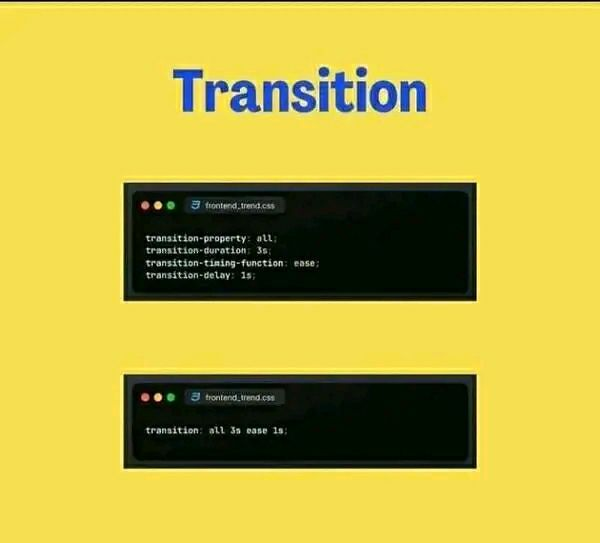 Transition
frontend_trend.css
transition-property: all;
transition-duration: 3s;
transition-timing-function: ease;
transition-delay: 1s;
frontend_trend.css
transition: all 3s ease 1s;